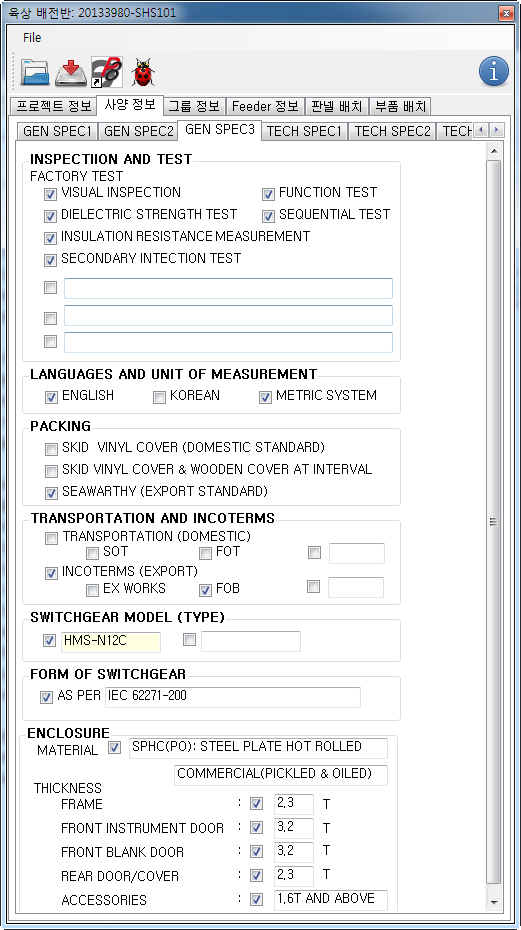 육상 배전반: 20133980-SHS101
File
프로젝트 정보 사양 정보 그룹 정보 Feeder 정보 판넬 배치 부품 배치
GEN SPEC1 GEN SPEC2 GEN SPEC3 TECH SPEC1 TECH SPEC2 TECH
INSPECTIION AND TEST
FACTORY TEST
VISUAL INSPECTION FUNCTION TEST
DIELECTRIC STRENGTH TEST SEQUENTIAL TEST
INSULATION RESISTANCE MEASUREMENT
SECONDARY INTECTION TEST
LANGUAGES AND UNIT OF MEASUREMENT
ENGLISH KOREAN METRIC SYSTEM
PACKING
SKID VINYL COVER (DOMESTIC STANDARD)
SKID VINYL COVER & WOODEN COVER AT INTERVAL
SEAWARTHY (EXPORT STANDARD)
TRANSPORTATION AND INCOTERMS
TRANSPORTATION (DOMESTIC)
SOT FOT
INCOTERMS (EXPORT)
EX WORKS FOB
SWITCHGEAR MODEL (TYPE)
HMS-N12C
FORM OF SWITCHGEAR
AS PER IEC 62271-200
ENCLOSURE
MATERIAL SPHC(PO): STEEL PLATE HOT ROLLED
COMMERCIAL(PICKLED & OILED)
THICKNESS
FRAME : 2.3 T
FRONT INSTRUMENT DOOR : 3.2 T
FRONT BLANK DOOR : 3.2 T
REAR DOOR/COVER : 2.3 T
ACCESSORIES : 1.6T AND ABOVE